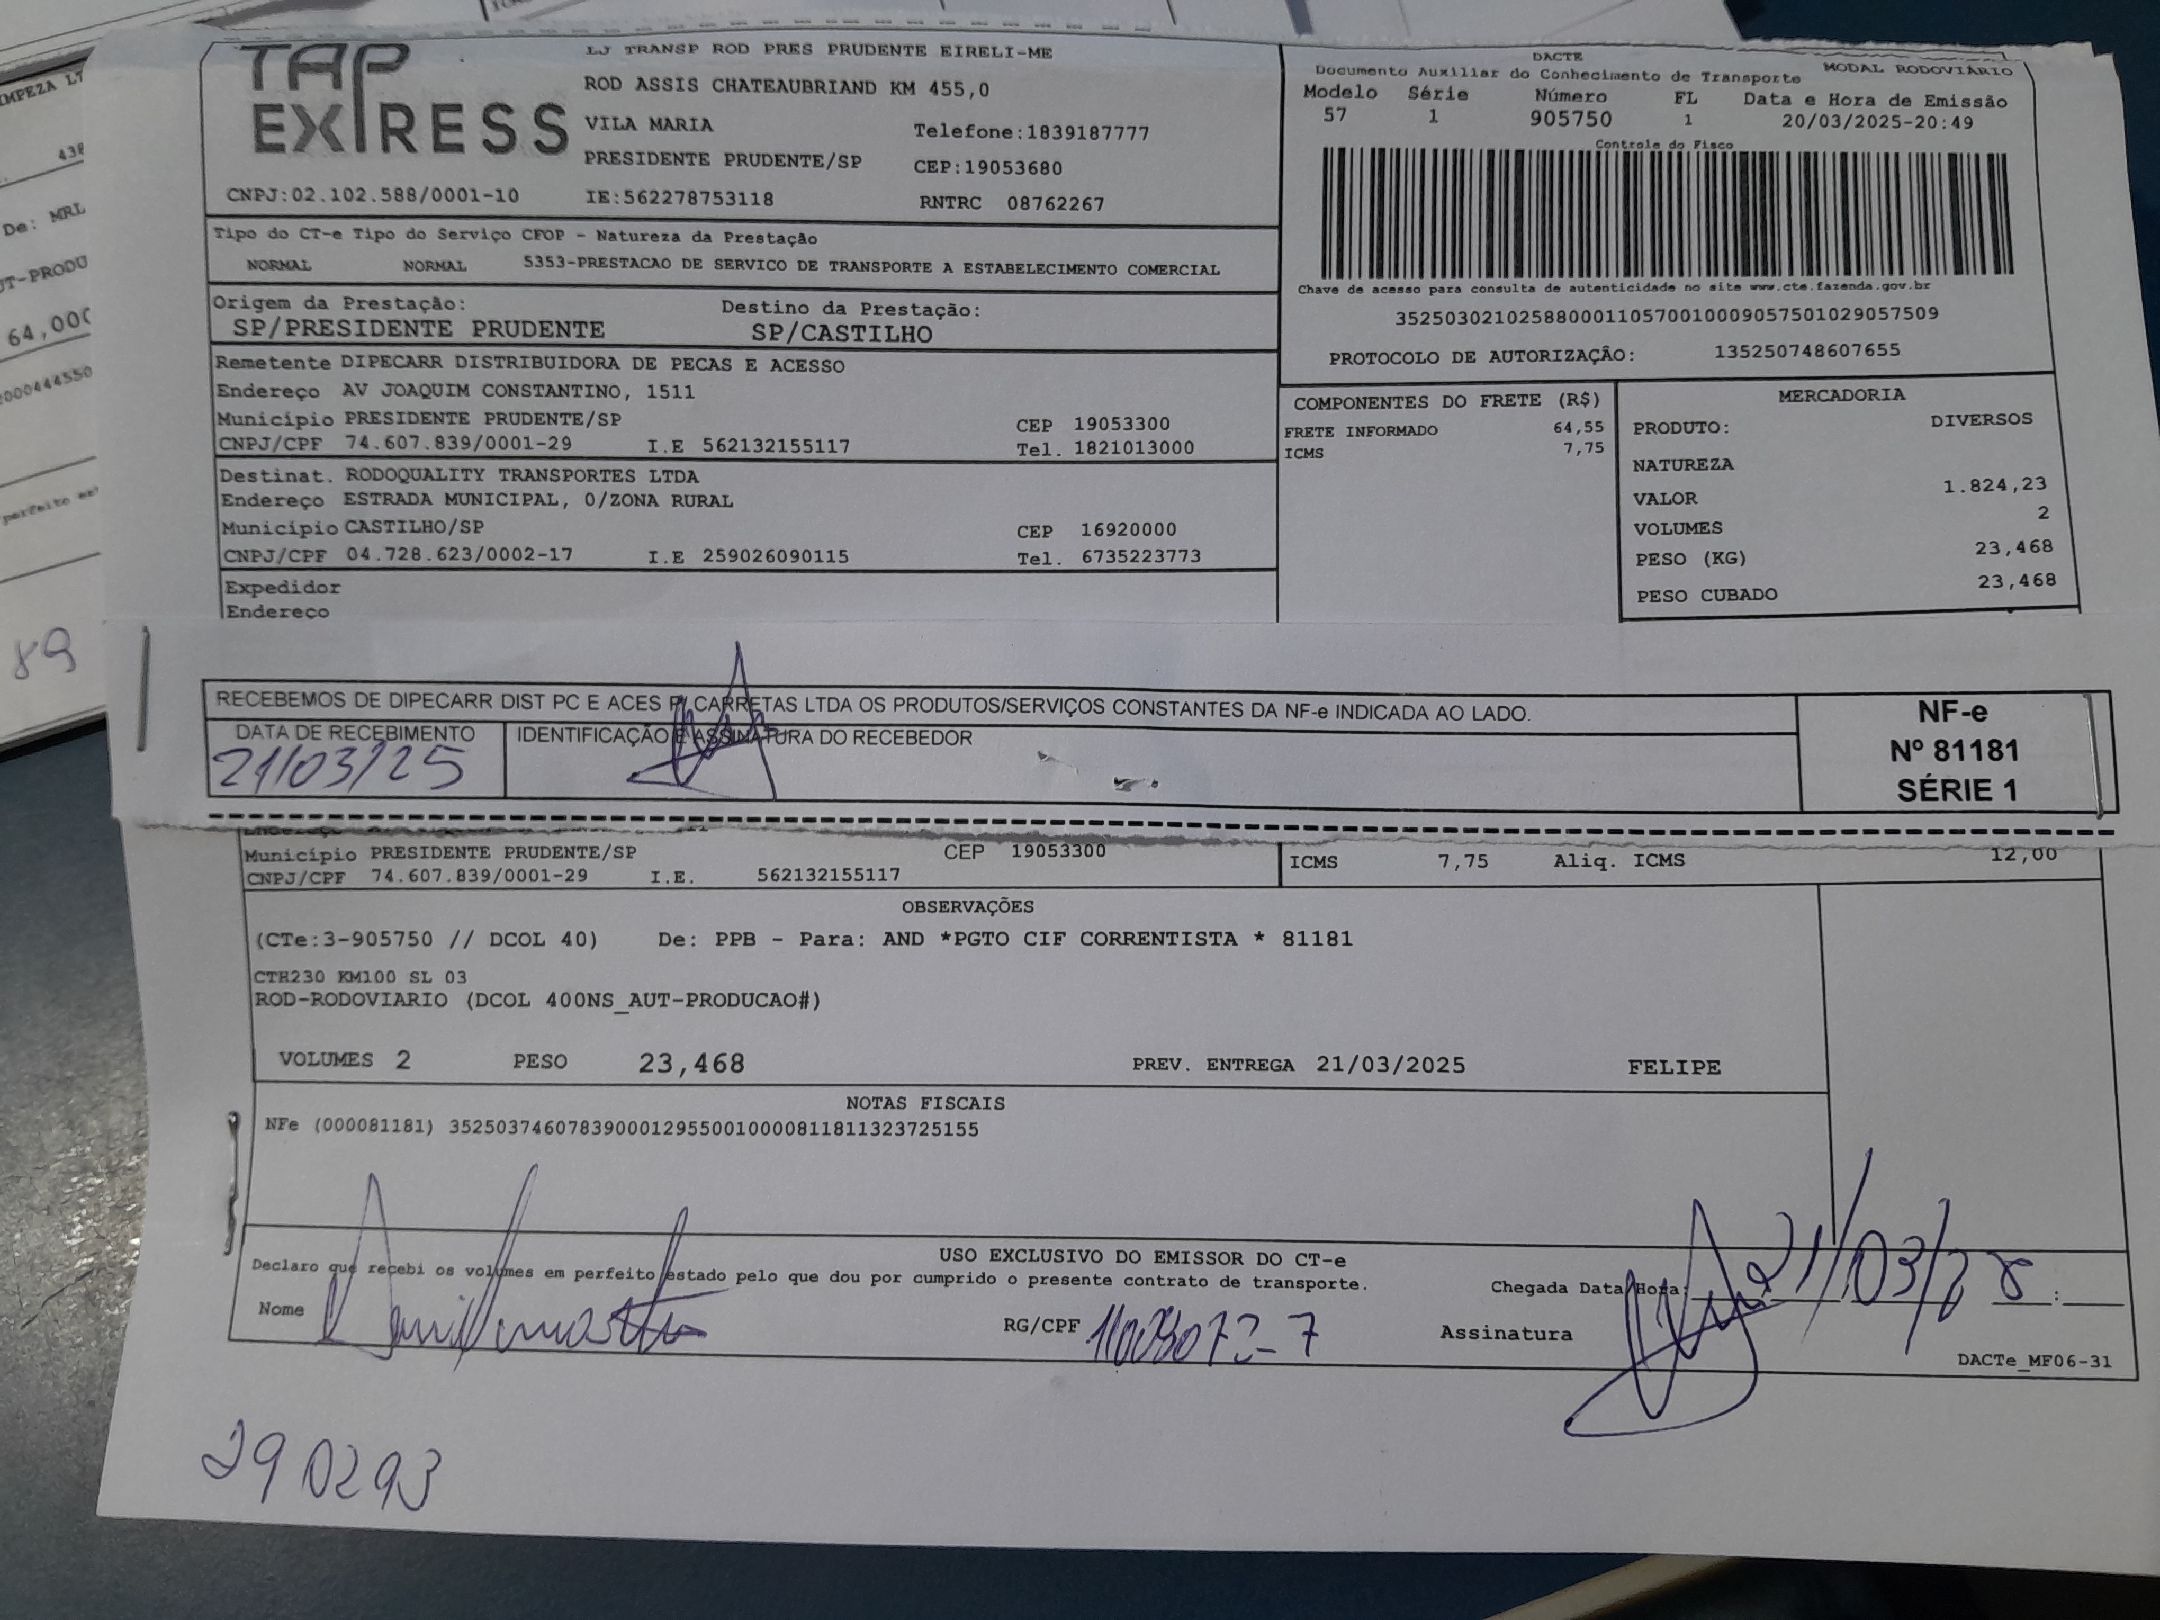 TAP
EXPRESS
LJ TRANSP ROD PRES PRUDENTE EIRELI-ME
ROD ASSIS CHATEAUBRIAND KM 455,0
VILA MARIA Telefone:1839187777
PRESIDENTE PRUDENTE/SP CEP:19053680
CNPJ:02.102.588/0001-10 IE:562278753118 RNTRC 08762267
DACTE
Documento Auxiliar do Conhecimento de Transporte MODAL RODOVIÁRIO
Modelo Série Número FL Data e Hora de Emissão
57 1 905750 1 20/03/2025-20:49
Controle do Fisco
Chave de acesso para consulta de autenticidade no site www.cte.fazenda.gov.br
35250302102588000110570010009057501029057509
PROTOCOLO DE AUTORIZAÇÃO: 135250748607655
Tipo do CT-e Tipo do Serviço CFOP - Natureza da Prestação
NORMAL NORMAL 5353-PRESTACAO DE SERVICO DE TRANSPORTE A ESTABELECIMENTO COMERCIAL
Origem da Prestação: Destino da Prestação:
SP/PRESIDENTE PRUDENTE SP/CASTILHO
Remetente DIPECARR DISTRIBUIDORA DE PECAS E ACESSO
Endereço AV JOAQUIM CONSTANTINO, 1511
Município PRESIDENTE PRUDENTE/SP CEP 19053300
CNPJ/CPF 74.607.839/0001-29 I.E 562132155117 Tel. 1821013000
Destinat. RODOQUALITY TRANSPORTES LTDA
Endereço ESTRADA MUNICIPAL, 0/ZONA RURAL
Município CASTILHO/SP CEP 16920000
CNPJ/CPF 04.728.623/0002-17 I.E 259026090115 Tel. 6735223773
Expedidor
Endereço
COMPONENTES DO FRETE (R$)
FRETE INFORMADO 64,55
ICMS 7,75
MERCADORIA
PRODUTO: DIVERSOS
NATUREZA
VALOR 1.824,23
VOLUMES 2
PESO (KG) 23,468
PESO CUBADO 23,468
RECEBEMOS DE DIPECARR DIST PC E ACES P/ CARRETAS LTDA OS PRODUTOS/SERVIÇOS CONSTANTES DA NF-e INDICADA AO LADO.
DATA DE RECEBIMENTO IDENTIFICAÇÃO E ASSINATURA DO RECEBEDOR
21/03/25
NF-e
Nº 81181
SÉRIE 1
Município PRESIDENTE PRUDENTE/SP CEP 19053300
CNPJ/CPF 74.607.839/0001-29 I.E. 562132155117
ICMS 7,75 Aliq. ICMS 12,00
OBSERVAÇÕES
(CTe:3-905750 // DCOL 40) De: PPB - Para: AND *PGTO CIF CORRENTISTA * 81181
CTR230 KM100 SL 03
ROD-RODOVIARIO (DCOL 400NS_AUT-PRODUCAO#)
VOLUMES 2 PESO 23,468 PREV. ENTREGA 21/03/2025 FELIPE
NOTAS FISCAIS
NFe (000081181) 35250374607839000129550010000811811323725155
USO EXCLUSIVO DO EMISSOR DO CT-e
Declaro que recebi os volumes em perfeito estado pelo que dou por cumprido o presente contrato de transporte.
Chegada Data/Hora: 21/03/25
Nome RG/CPF Assinatura
DACTe_MF06-31
290293
IMPEZA LT
438
De: MRL
UT-PRODU
64,000
0000444550
perfeito
89